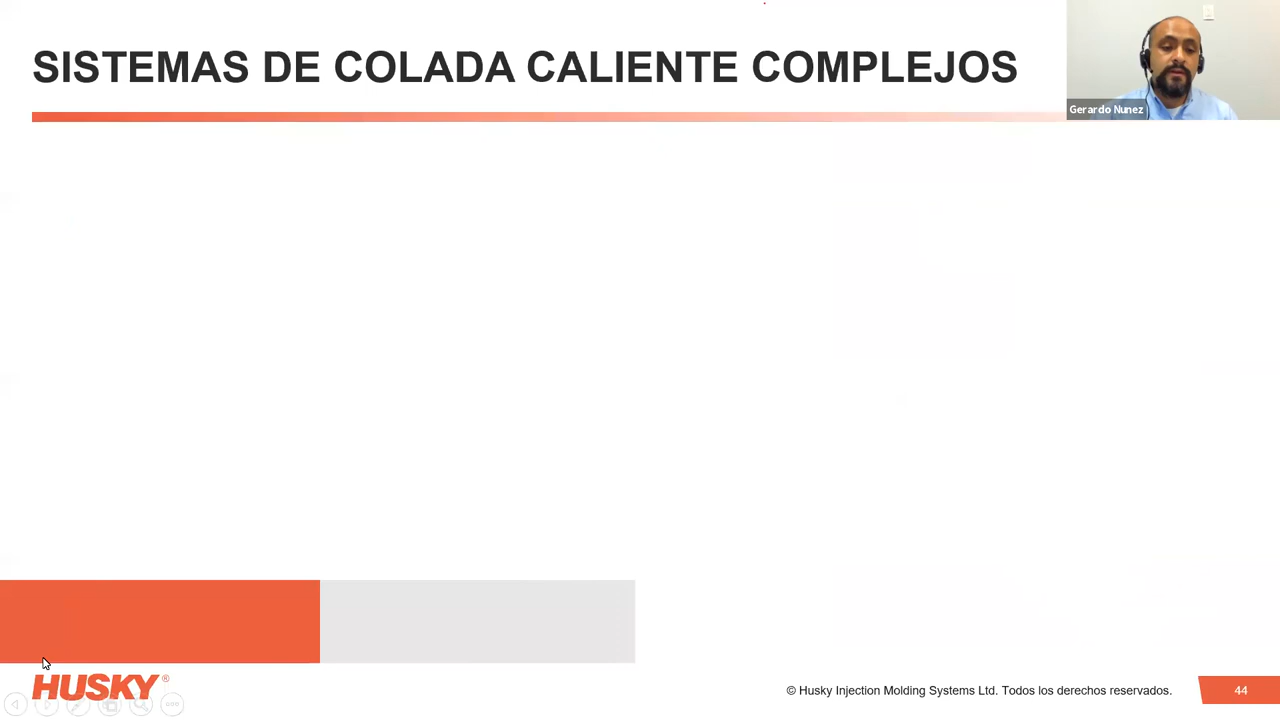 SISTEMAS DE COLADA CALIENTE COMPLEJOS
Gerardo Nunez
HUSKY®
© Husky Injection Molding Systems Ltd. Todos los derechos reservados.
44